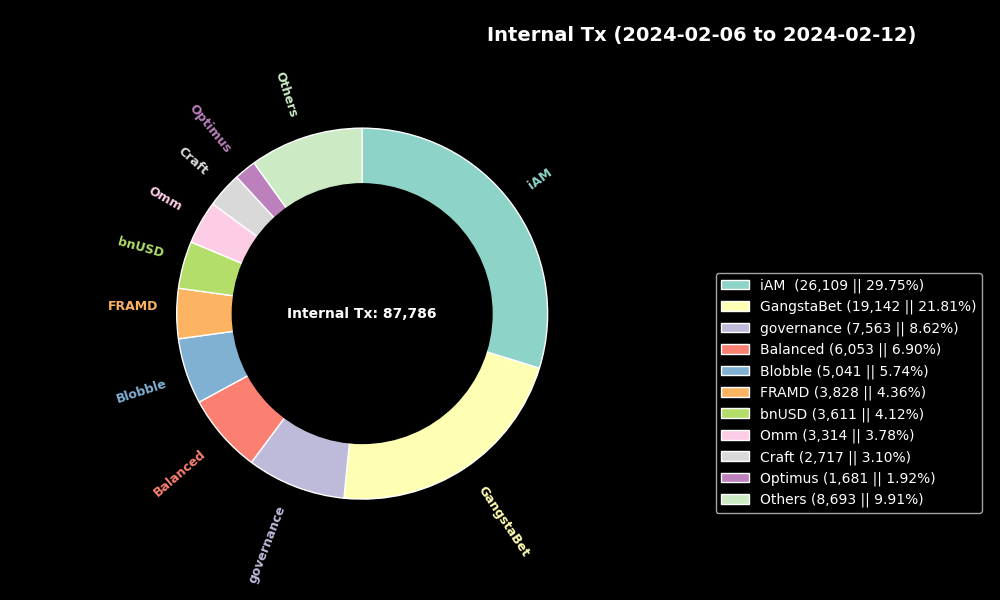 Internal Tx (2024-02-06 to 2024-02-12)
Others
Optimus
Craft
iAM
Omm
bnUSD
FRAMD
Internal Tx: 87,786
Blobble
Balanced
GangstaBet
governance
iAM  (26,109 || 29.75%)
GangstaBet (19,142 || 21.81%)
governance (7,563 || 8.62%)
Balanced (6,053 || 6.90%)
Blobble (5,041 || 5.74%)
FRAMD (3,828 || 4.36%)
bnUSD (3,611 || 4.12%)
Omm (3,314 || 3.78%)
Craft (2,717 || 3.10%)
Optimus (1,681 || 1.92%)
Others (8,693 || 9.91%)